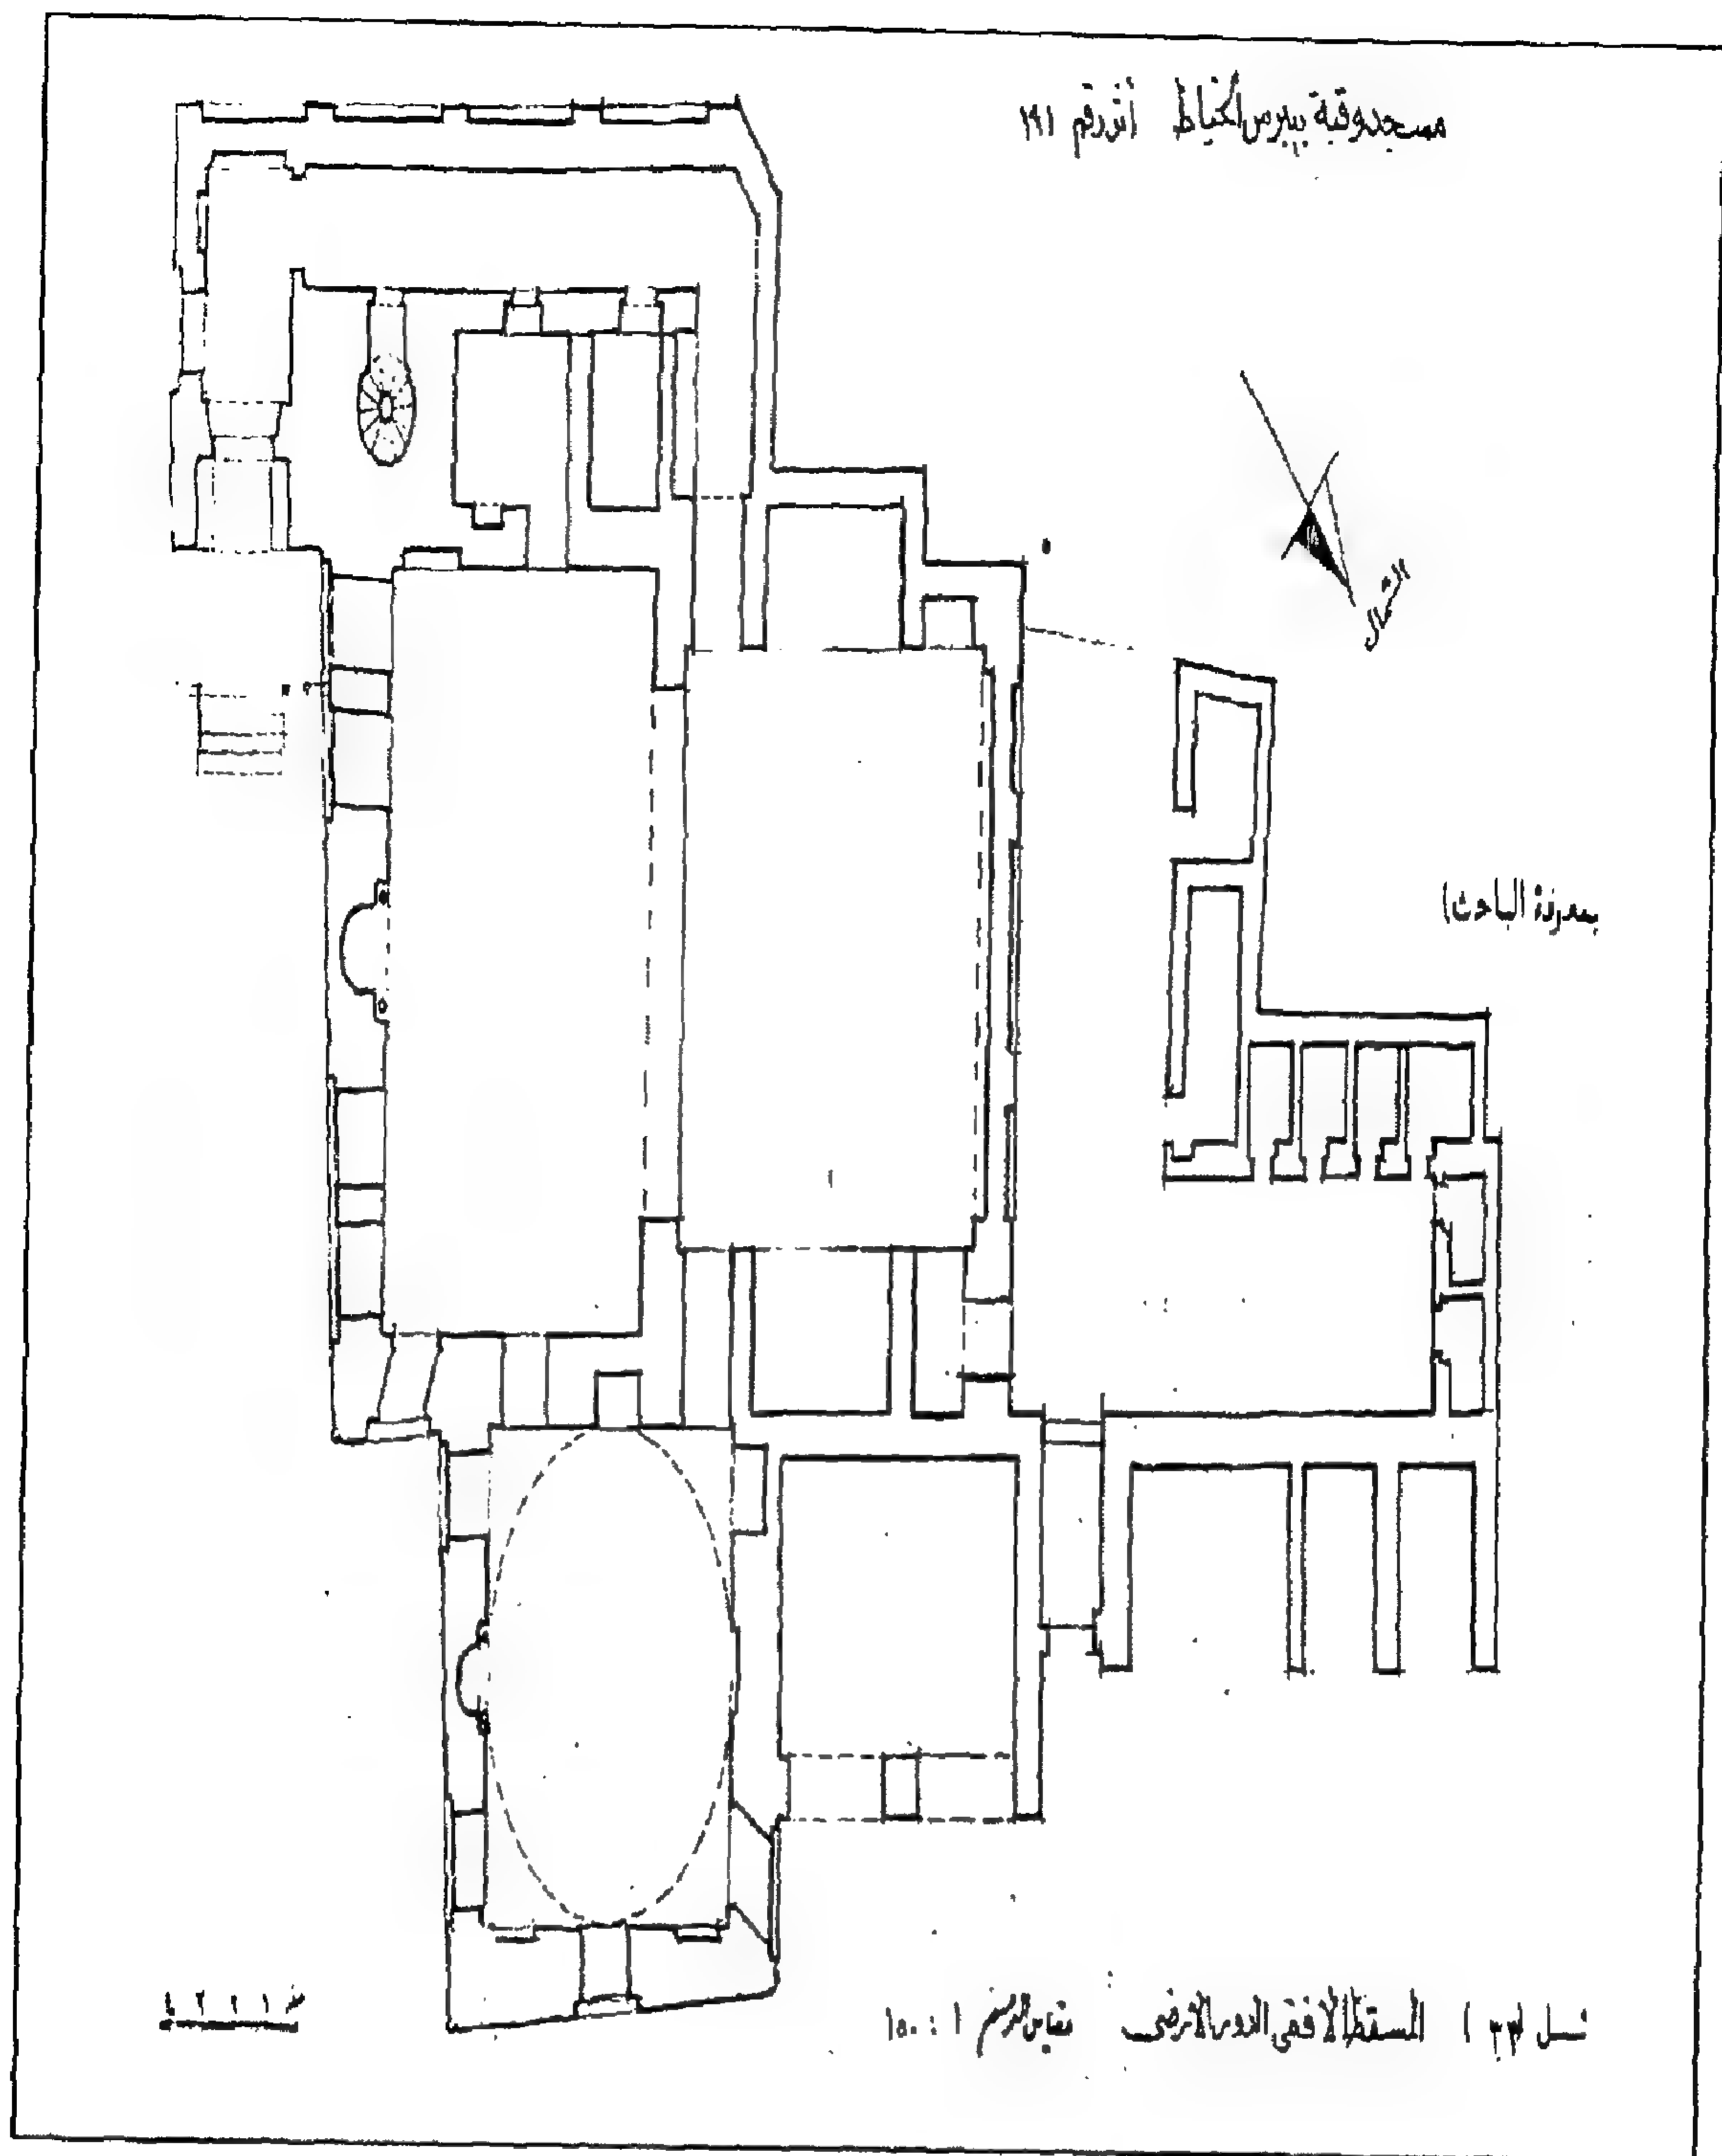 مسجد وقبة بيبرس الخياط أثر رقم ١٩١
الشمال
بمعرفة الباحث)
شكل (٣٣) المسقط الأفقي للدور الأرضي مقياس الرسم ١ : ١٥٠